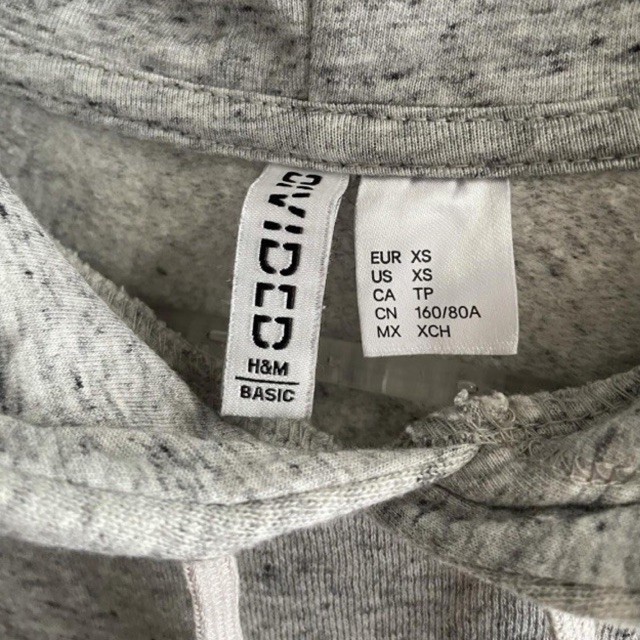 DIVIDED
H&M
BASIC
EUR XS
US XS
CA TP
CN 160/80A
MX XCH